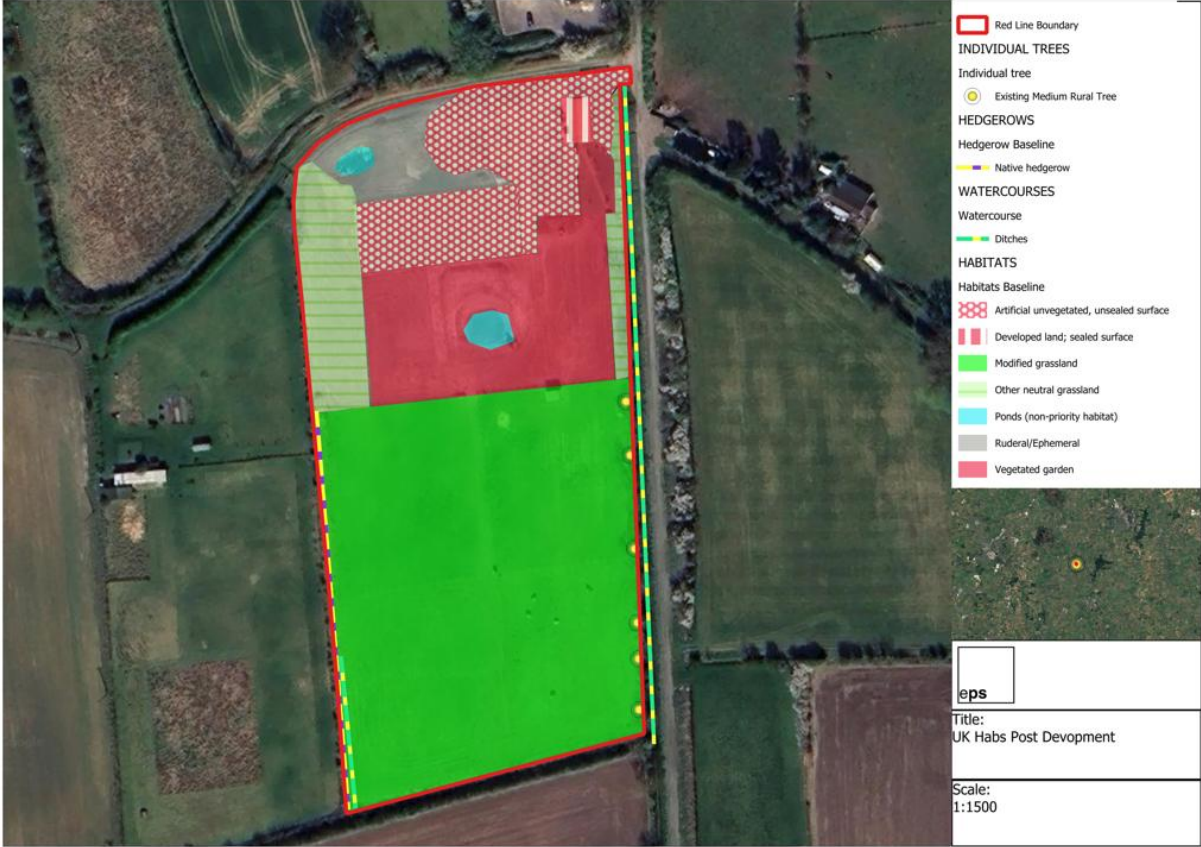 Red Line Boundary
INDIVIDUAL TREES
Individual tree
Existing Medium Rural Tree
HEDGEROWS
Hedgerow Baseline
Native hedgerow
WATERCOURSES
Watercourse
Ditches
HABITATS
Habitats Baseline
Artificial unvegetated, unsealed surface
Developed land; sealed surface
Modified grassland
Other neutral grassland
Ponds (non-priority habitat)
Ruderal/Ephemeral
Vegetated garden
eps
Title:
UK Habs Post Devopment
Scale:
1:1500